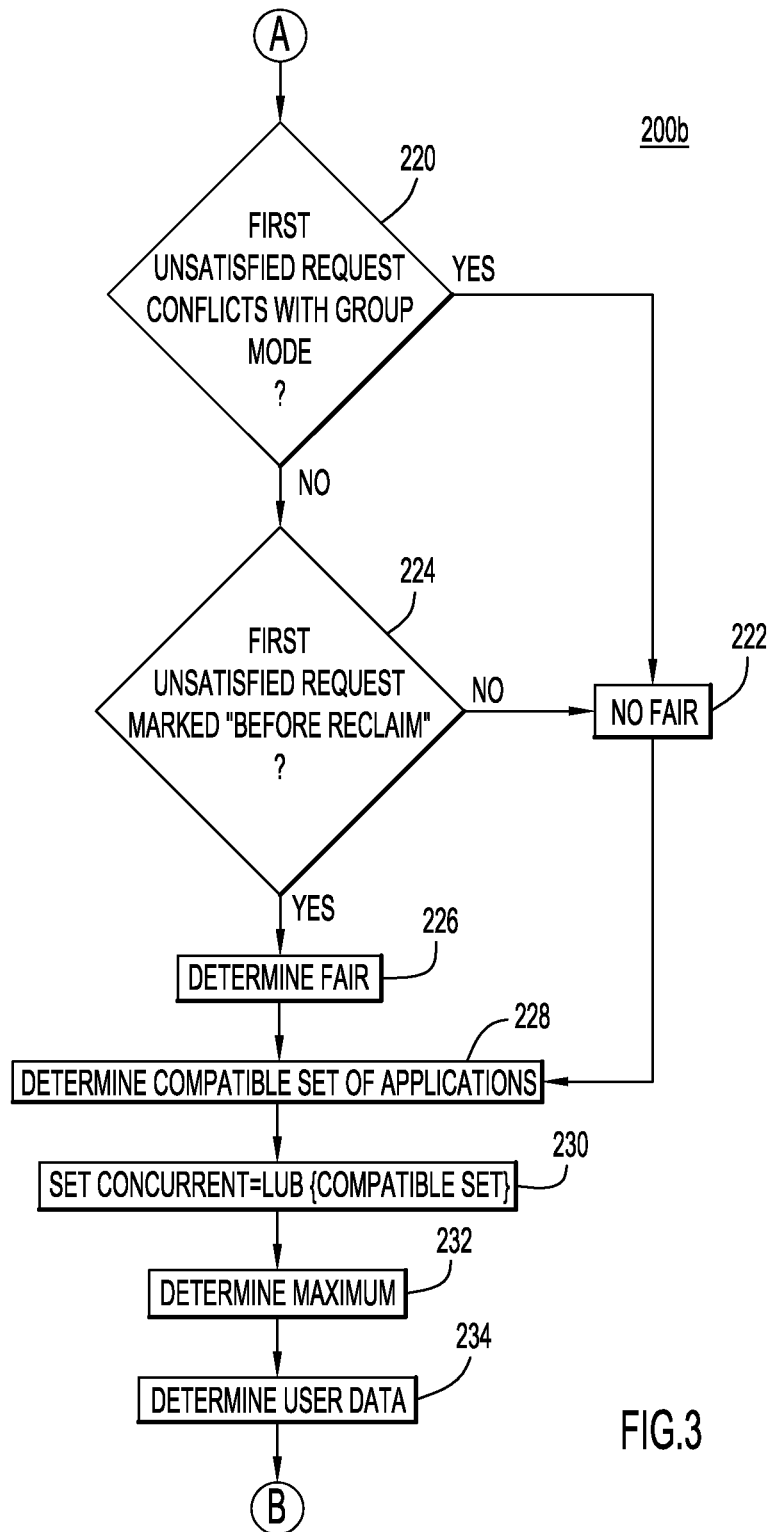 A
200b
220
FIRST
UNSATISFIED REQUEST
CONFLICTS WITH GROUP
MODE
?
YES
NO
224
FIRST
UNSATISFIED REQUEST
MARKED "BEFORE RECLAIM"
?
NO
222
NO FAIR
YES
226
DETERMINE FAIR
228
DETERMINE COMPATIBLE SET OF APPLICATIONS
230
SET CONCURRENT=LUB {COMPATIBLE SET}
232
DETERMINE MAXIMUM
234
DETERMINE USER DATA
FIG.3
B